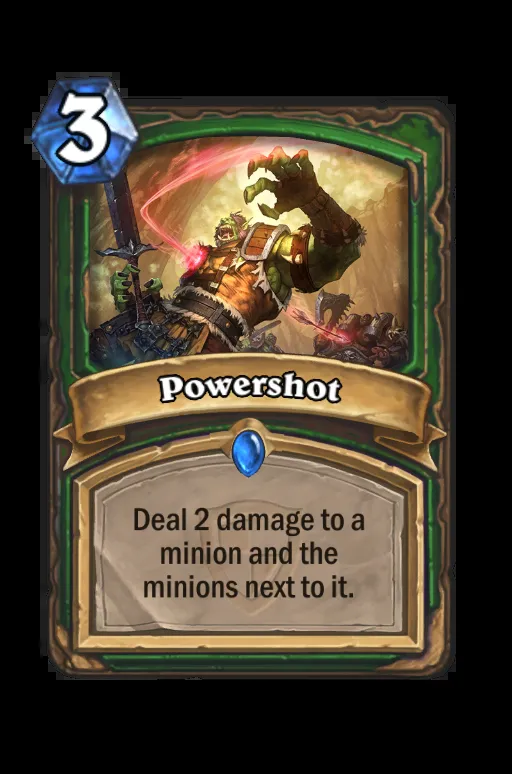 3
Powershot
Deal 2 damage to a
minion and the
minions next to it.